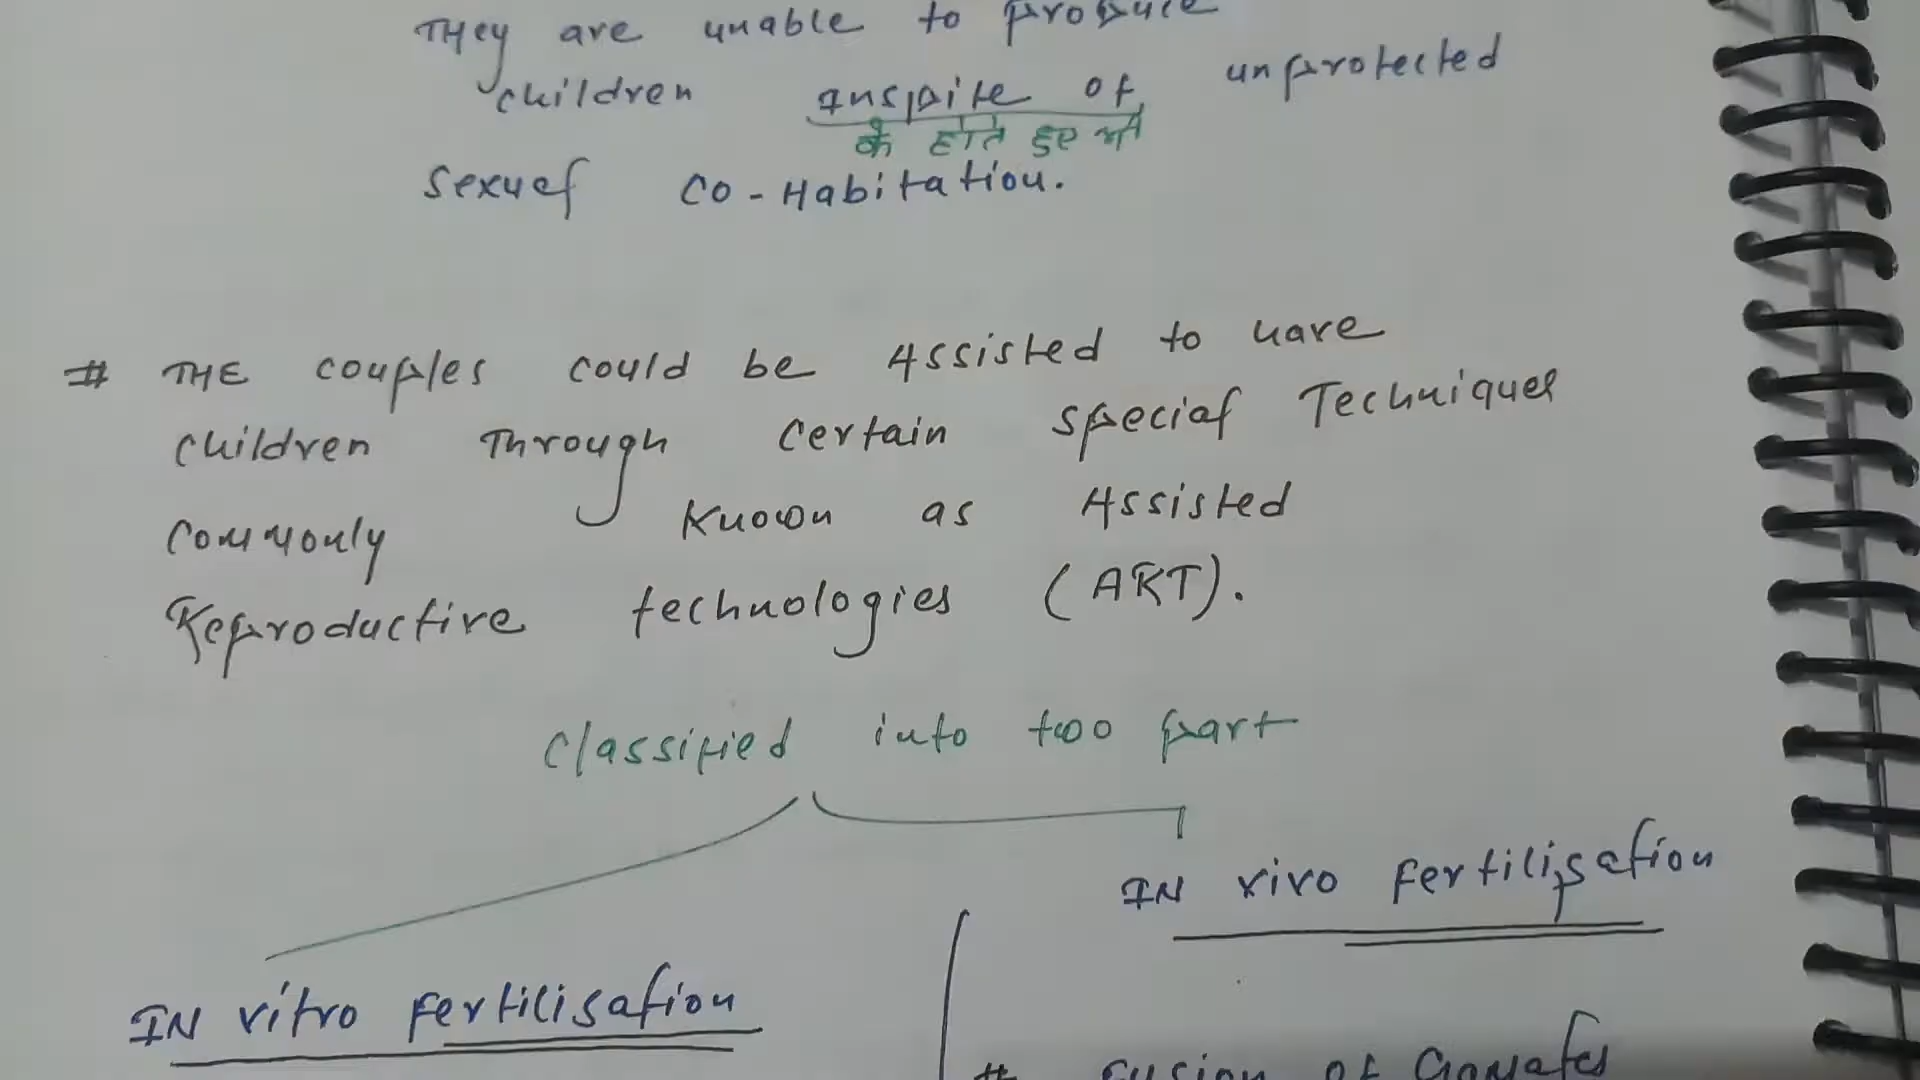 They are unable to produce
children inspite of unprotected
के होते हुए भी
sexual co-Habitation.
# THE couples could be Assisted to have
children Through certain special Techniques
commonly known as Assisted
Reproductive technologies (ART).
classified into two part
IN vivo fertilisation
IN vitro fertilisation
# fusion of Gamates